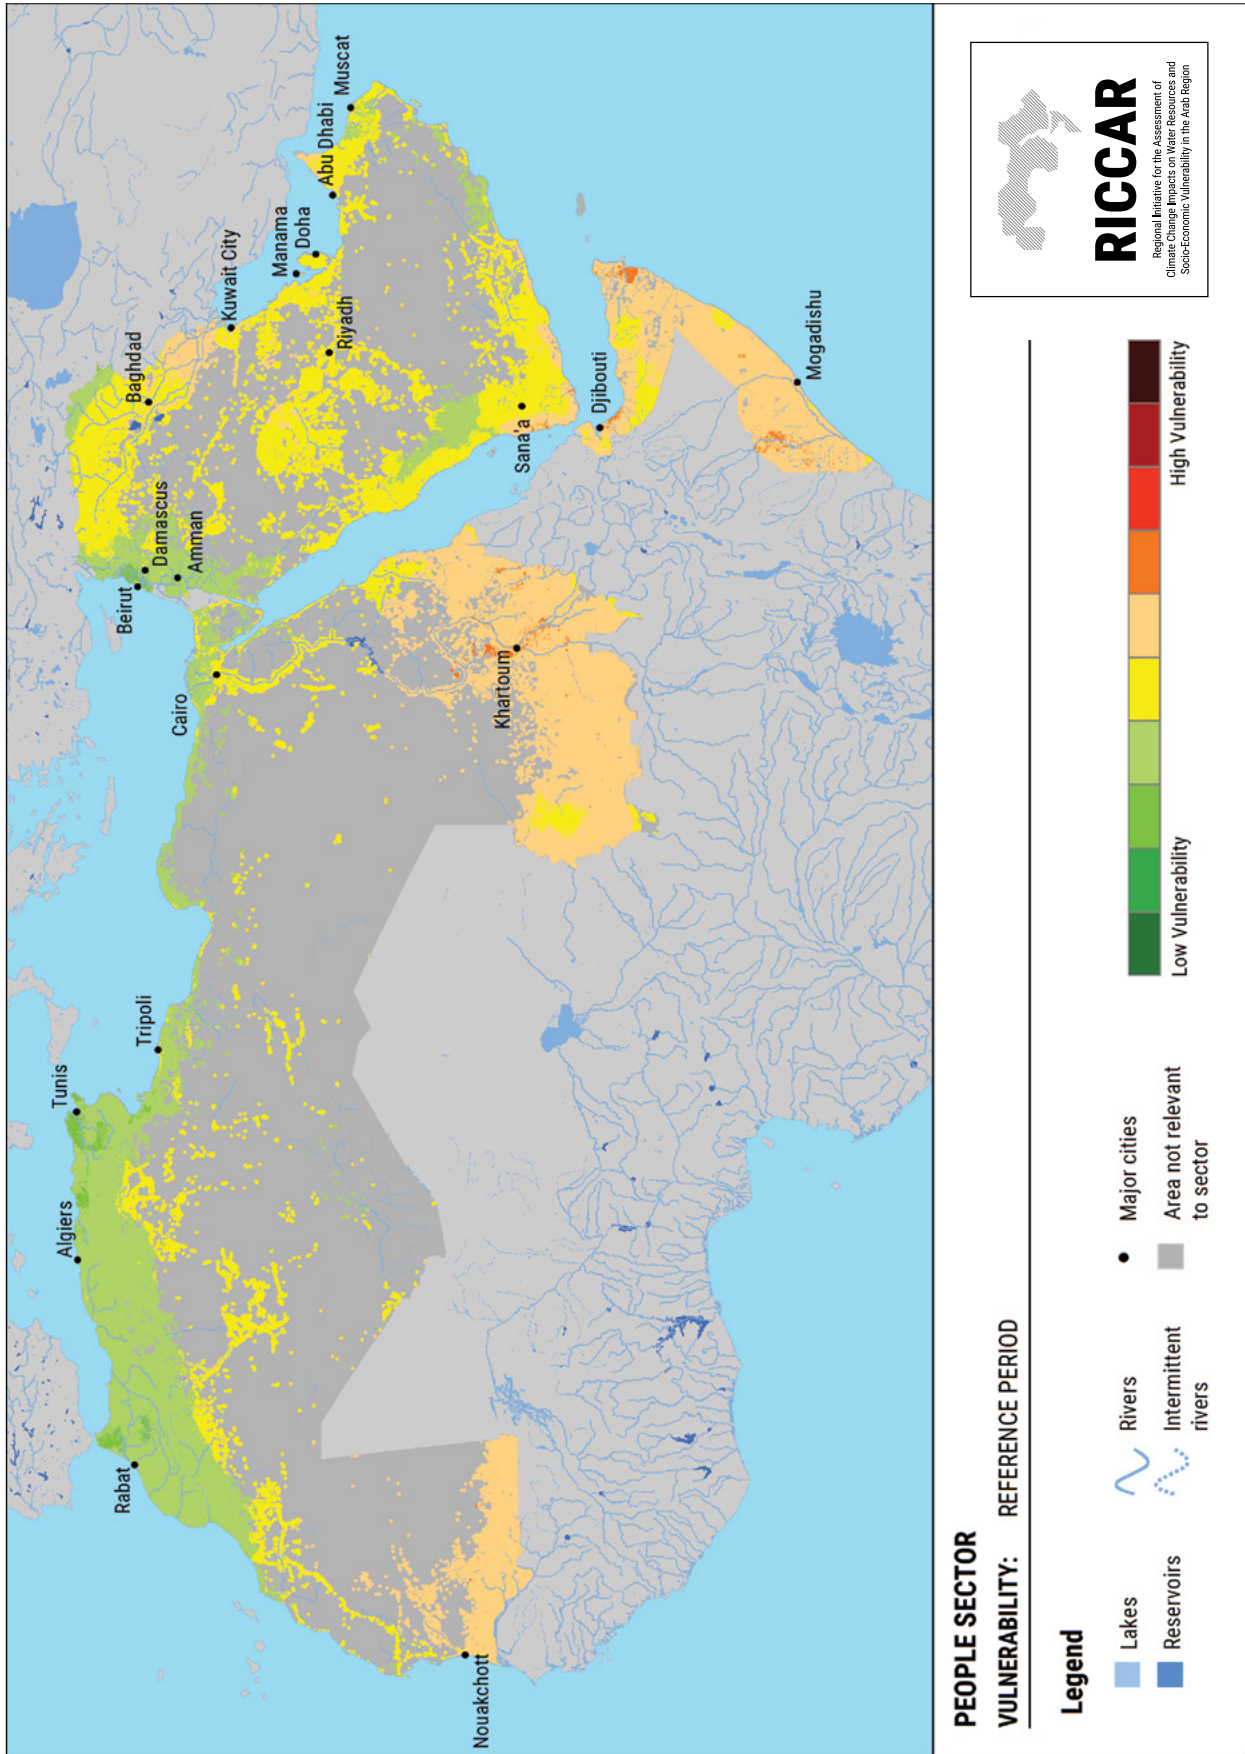 Algiers
Tunis
Rabat
Tripoli
Nouakchott
Cairo
Beirut
Damascus
Amman
Baghdad
Kuwait City
Manama
Doha
Abu Dhabi
Muscat
Riyadh
Sana'a
Khartoum
Djibouti
Mogadishu
PEOPLE SECTOR
VULNERABILITY: REFERENCE PERIOD
Legend
Lakes
Reservoirs
Rivers
Intermittent
rivers
Major cities
Area not relevant
to sector
Low Vulnerability
High Vulnerability
RICCAR
Regional Initiative for the Assessment of
Climate Change Impacts on Water Resources and
Socio-Economic Vulnerability in the Arab Region